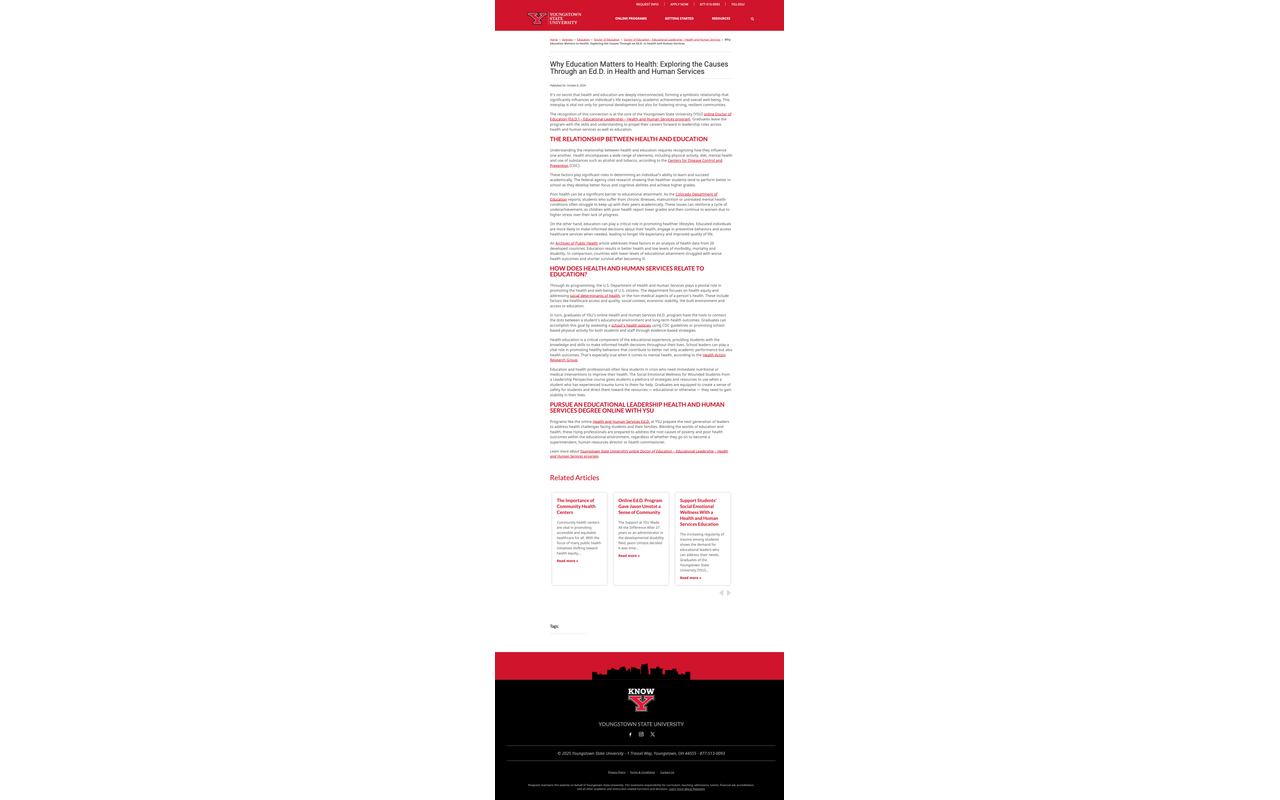 REQUEST INFO | APPLY NOW | 877-513-0093 | YSU.EDU
YOUNGSTOWN
STATE
UNIVERSITY
ONLINE PROGRAMS GETTING STARTED RESOURCES
Why Education Matters to Health: Exploring the Causes
Through an Ed.D. in Health and Human Services
It's no secret that health and education are deeply interconnected, forming a symbiotic relationship that
significantly influences an individual's life expectancy, academic achievement and overall well-being. This
interplay is vital not only for personal development but also for fostering strong, resilient communities.
The recognition of this connection is at the core of the Youngstown State University (YSU) online Doctor of
Education (Ed.D.) – Educational Leadership – Health and Human Services program. Graduates leave the
program with the skills and understanding to propel their careers forward in leadership roles across
health and human services as well as education.
THE RELATIONSHIP BETWEEN HEALTH AND EDUCATION
Understanding the relationship between health and education requires recognizing how they influence
one another. Health encompasses a wide range of elements, including physical activity, diet, mental health
and use of substances such as alcohol and tobacco, according to the Centers for Disease Control and
Prevention (CDC).
These factors play significant roles in determining an individual's ability to learn and succeed
academically. The federal agency cites research showing that healthier students tend to perform better in
school as they develop better focus and cognitive abilities and achieve higher grades.
Poor health can be a significant barrier to educational attainment. As the Colorado Department of
Education reports, students who suffer from chronic illnesses, malnutrition or untreated mental health
conditions often struggle to keep up with their peers academically. These issues can reinforce a cycle of
underachievement, as children with poor health report lower grades and then continue to worsen due to
higher stress over their lack of progress.
On the other hand, education can play a critical role in promoting healthier lifestyles. Educated individuals
are more likely to make informed decisions about their health, engage in preventive behaviors and access
healthcare services when needed, leading to longer life expectancy and improved quality of life.
An Archives of Public Health article addresses these factors in an analysis of health data from 20
developed countries. Education results in better health and low levels of morbidity, mortality and
disability. In comparison, countries with lower levels of educational attainment struggled with worse
health outcomes and shorter survival after becoming ill.
HOW DOES HEALTH AND HUMAN SERVICES RELATE TO
EDUCATION?
Through its programming, the U.S. Department of Health and Human Services plays a pivotal role in
promoting the health and well-being of U.S. citizens. The department focuses on health equity and
addressing social determinants of health, or the non-medical aspects of a person's health. These include
factors like healthcare access and quality, social context, economic stability, the built environment and
access to education.
In turn, graduates of YSU's online Health and Human Services Ed.D. program have the tools to connect
the dots between a student's educational environment and long-term health outcomes. Graduates can
accomplish this goal by assessing a school's health policies using CDC guidelines or promoting school
based physical activity for both students and staff through evidence-based strategies.
Health education is a critical component of the educational experience, providing students with the
knowledge and skills to make informed health decisions throughout their lives. School leaders can play a
vital role in promoting healthy behaviors that contribute to better not only academic performance but also
health outcomes. That's especially true when it comes to mental health, according to the Health Action
Research Group.
Education and health professionals often face students in crisis who need immediate nutritional or
medical interventions to improve their health. The Social Emotional Wellness for Wounded Students from
a Leadership Perspective course gives students a plethora of strategies and resources to use when a
student who has experienced trauma turns to them for help. Graduates are equipped to create a sense of
safety for students and direct them toward the resources — educational or otherwise — they need to gain
stability in their lives.
PURSUE AN EDUCATIONAL LEADERSHIP HEALTH AND HUMAN
SERVICES DEGREE ONLINE WITH YSU
Programs like the online Health and Human Services Ed.D. at YSU prepare the next generation of leaders
to address health challenges facing students and their families. Blending the worlds of education and
health, these rising professionals are prepared to address the root causes of poverty and poor health
outcomes within the educational environment, regardless of whether they go on to become a
superintendent, human resources director or health commissioner.
Learn more about Youngstown State University's online Doctor of Education – Educational Leadership – Health
and Human Services program.
Related Articles
The Importance of
Community Health
Centers
Community health centers
are vital in promoting
accessible and equitable
healthcare for all. With the
focus of many public health
initiatives shifting toward
health equity,…
Read more »
Online Ed.D. Program
Gave Jason Umstot a
Sense of Community
The Support at YSU Made
All the Difference After 27
years as an administrator in
the developmental disability
field, Jason Umstot decided
it was time…
Read more »
Support Students'
Social Emotional
Wellness With a
Health and Human
Services Education
The increasing regularity of
trauma among students
shows the demand for
educational leaders who
can address their needs.
Graduates of the
Youngstown State
University (YSU)…
Read more »
Tags:
KNOW
Y
YOUNGSTOWN STATE UNIVERSITY
© 2025 Youngstown State University - 1 Tressel Way, Youngstown, OH 44555 - 877-513-0093
Privacy Policy | Terms & Conditions | Contact Us